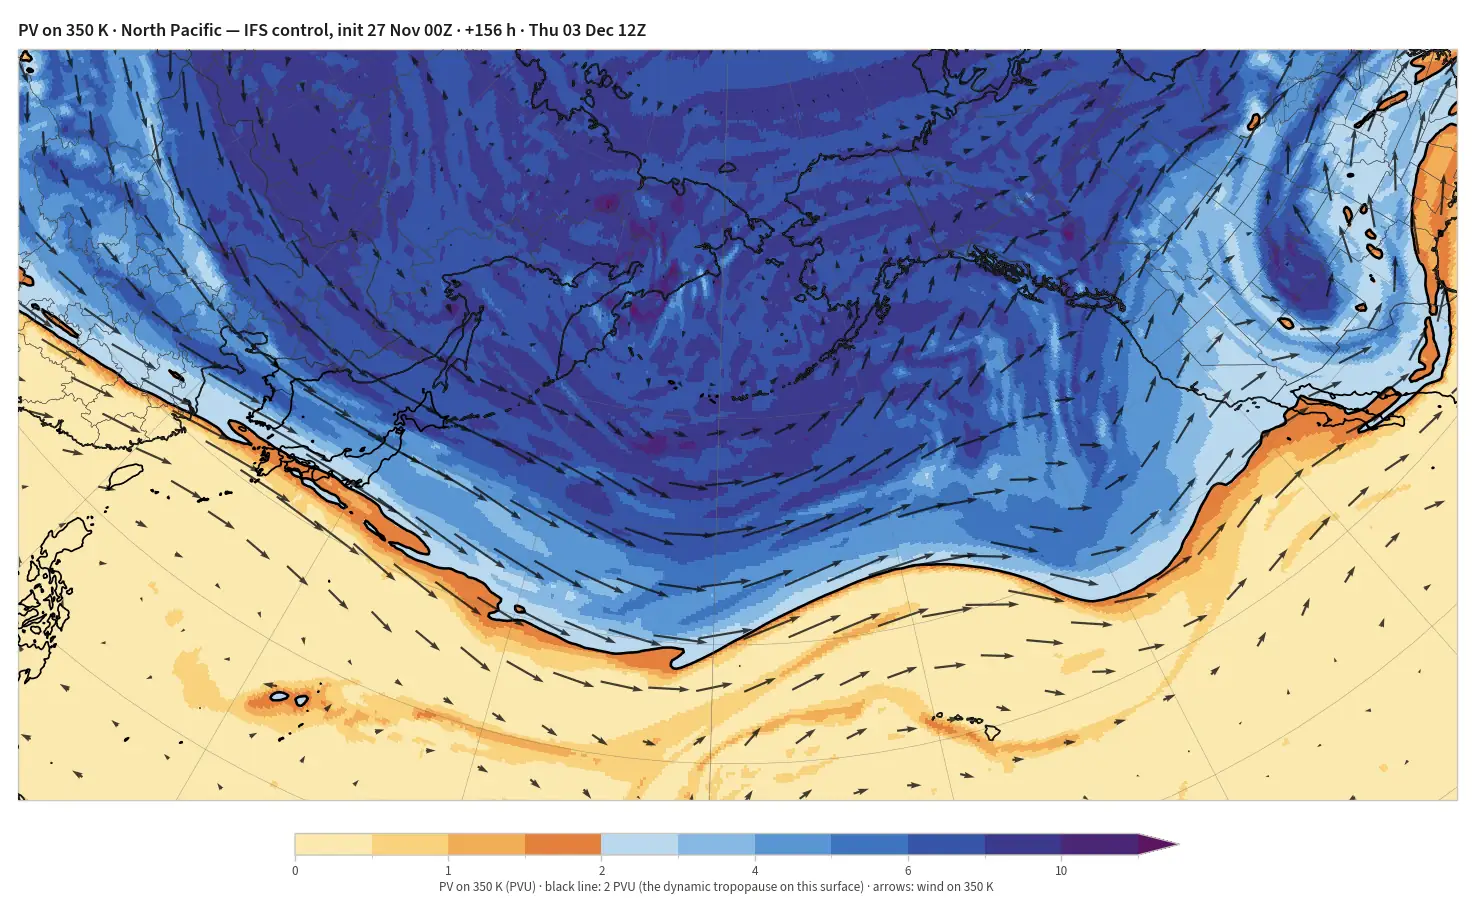 PV on 350 K · North Pacific — IFS control, init 27 Nov 00Z · +156 h · Thu 03 Dec 12Z
0 1 2 4 6 10
PV on 350 K (PVU) · black line: 2 PVU (the dynamic tropopause on this surface) · arrows: wind on 350 K